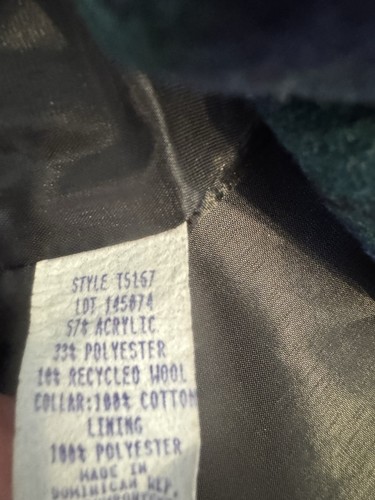 STYLE T5167
LOT 145074
57% ACRYLIC
33% POLYESTER
10% RECYCLED WOOL
COLLAR:100% COTTON
LINING
100% POLYESTER
MADE IN
DOMINICAN REP.